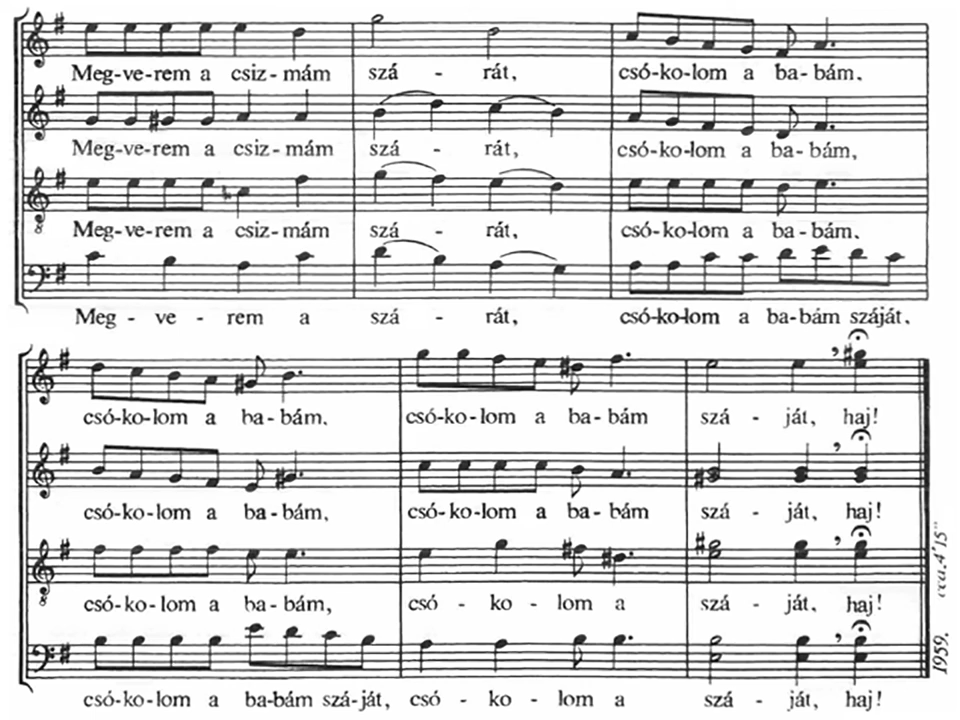 Meg-ve-rem a csiz-mám szá - rát, csó-ko-lom a ba-bám,
Meg-ve-rem a csiz-mám szá - rát, csó-ko-lom a ba-bám,
8
Meg-ve-rem a csiz-mám szá - rát, csó-ko-lom a ba-bám,
Meg - ve - rem a szá - rát, csó-ko-lom a ba-bám száját,
csó-ko-lom a ba-bám, csó-ko-lom a ba-bám szá - ját, haj!
csó-ko-lom a ba-bám, csó-ko-lom a ba-bám szá - ját, haj!
8
csó-ko-lom a ba-bám, csó - ko - lom a szá - ját, haj!
csó-ko-lom a ba-bám szá-ját, csó - ko - lom a szá - ját, haj!
1959. cca. 4'15"